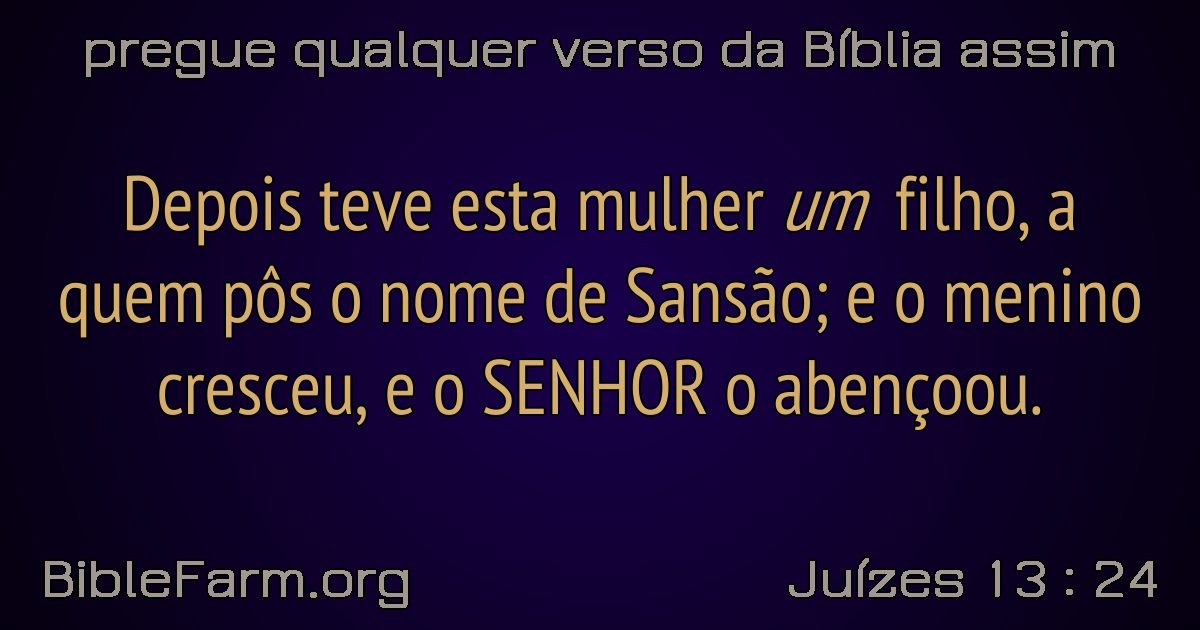 pregue qualquer verso da Bíblia assim
Depois teve esta mulher um filho, a
quem pôs o nome de Sansão; e o menino
cresceu, e o SENHOR o abençoou.
BibleFarm.org
Juízes 13 : 24